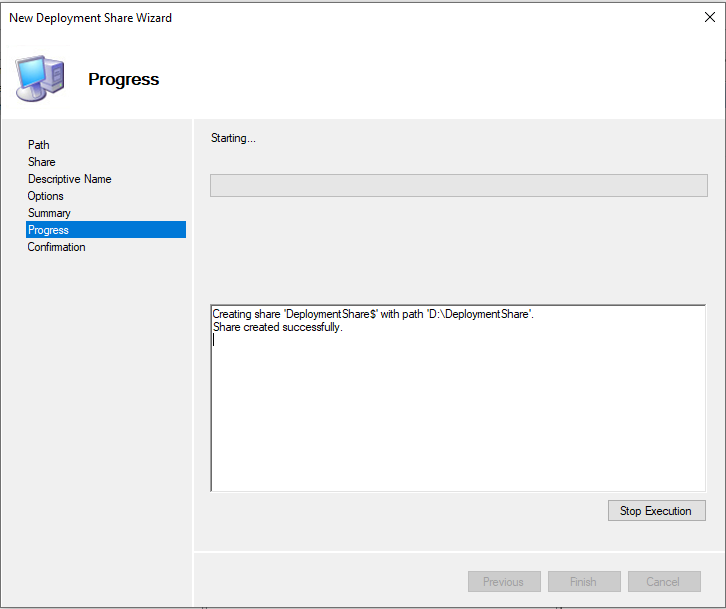 New Deployment Share Wizard
Progress
Path
Share
Descriptive Name
Options
Summary
Progress
Confirmation
Starting...
Creating share 'DeploymentShare$' with path 'D:\DeploymentShare'.
Share created successfully.
Stop Execution
Previous
Finish
Cancel